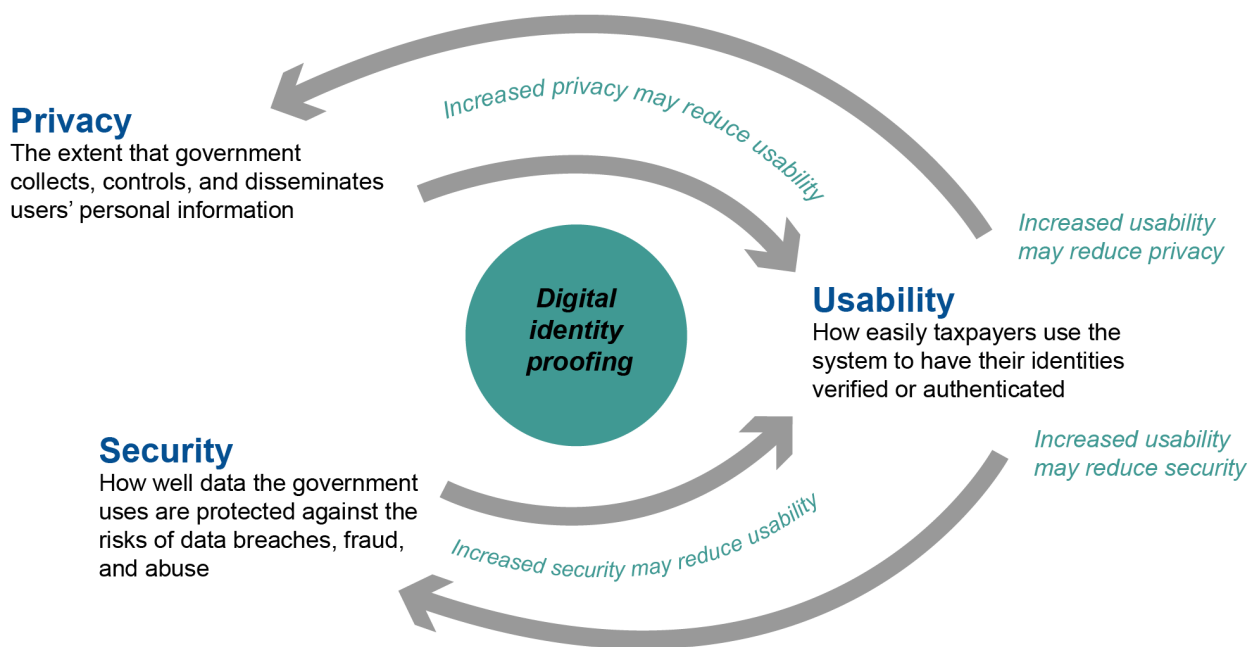 Increased privacy may reduce usability
Privacy
The extent that government
collects, controls, and disseminates
users’ personal information
Increased usability
may reduce privacy
Digital
identity
proofing
Usability
How easily taxpayers use the
system to have their identities
verified or authenticated
Security
How well data the government
uses are protected against the
risks of data breaches, fraud,
and abuse
Increased usability
may reduce security
Increased security may reduce usability